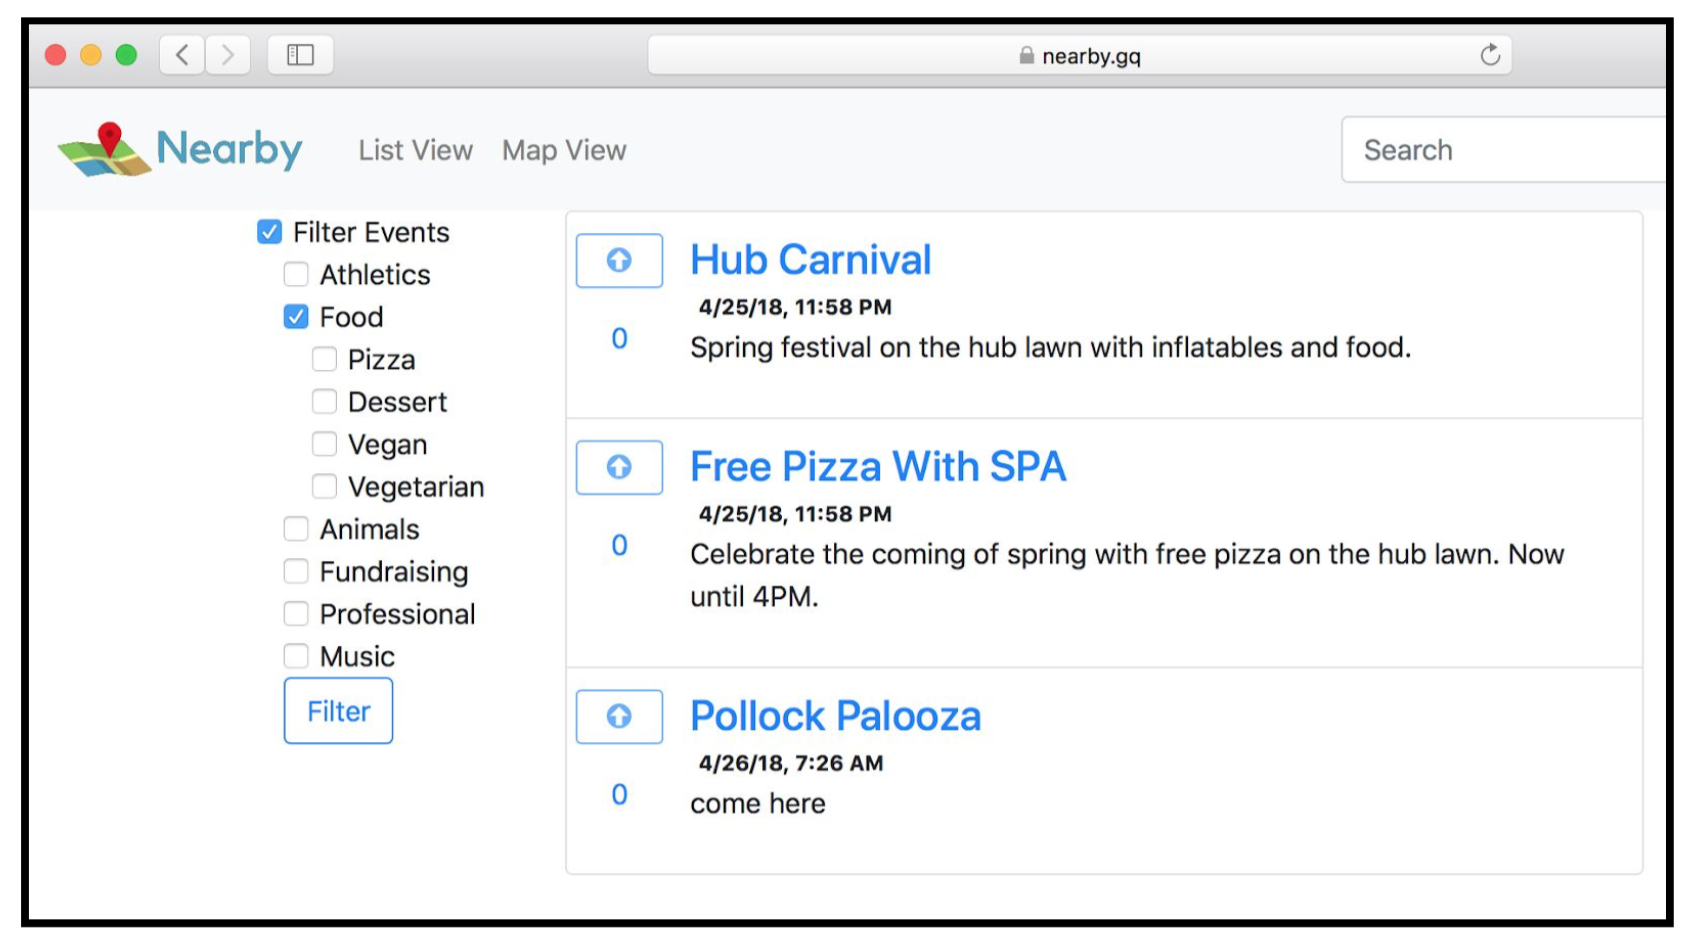 nearby.gq
Nearby
List View
Map View
Search
Filter Events
Athletics
Food
Pizza
Dessert
Vegan
Vegetarian
Animals
Fundraising
Professional
Music
Filter
Hub Carnival
4/25/18, 11:58 PM
0
Spring festival on the hub lawn with inflatables and food.
Free Pizza With SPA
4/25/18, 11:58 PM
0
Celebrate the coming of spring with free pizza on the hub lawn. Now
until 4PM.
Pollock Palooza
4/26/18, 7:26 AM
0
come here